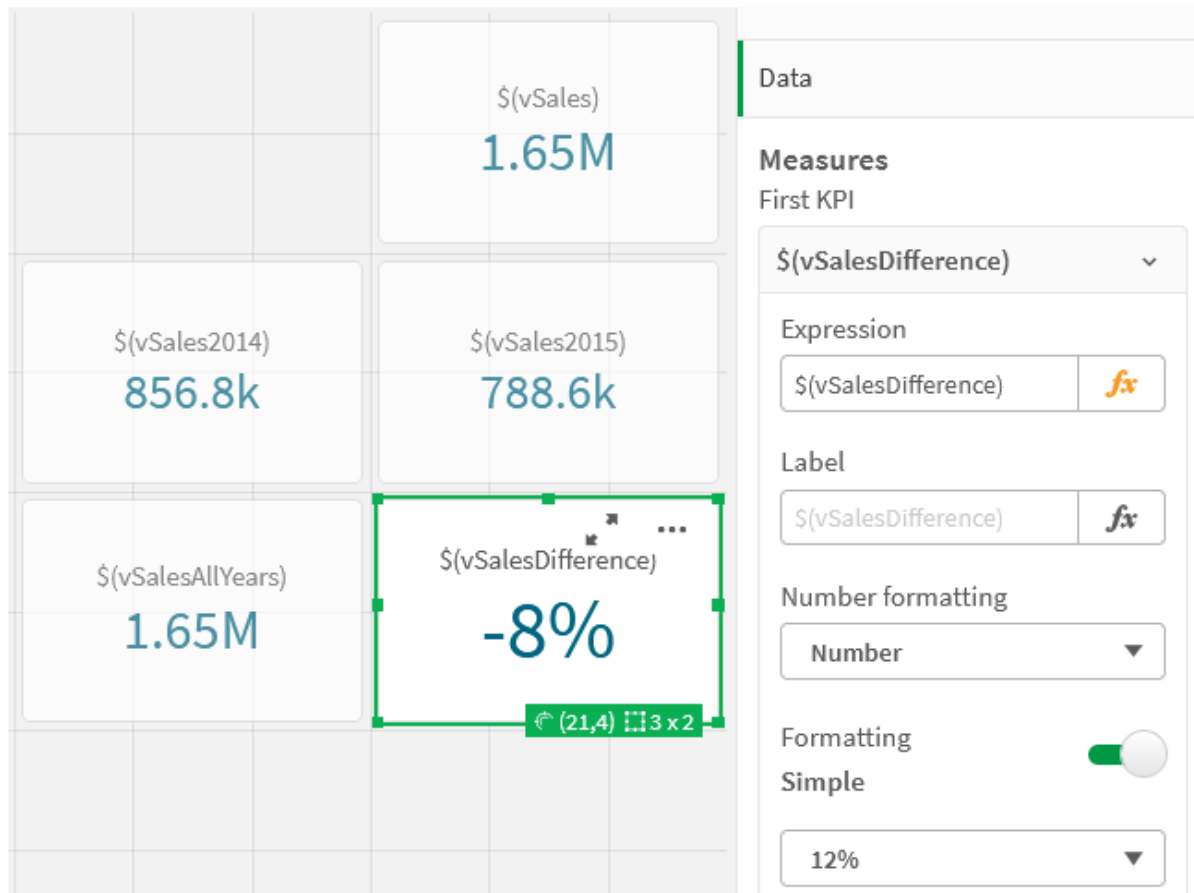 $(vSales)
1.65M
$(vSales2014)
856.8k
$(vSales2015)
788.6k
$(vSalesAllYears)
1.65M
$(vSalesDifference)
-8%
(21,4) 3 x 2
Data
Measures
First KPI
$(vSalesDifference)
Expression
$(vSalesDifference) fx
Label
$(vSalesDifference) fx
Number formatting
Number
Formatting
Simple
12%